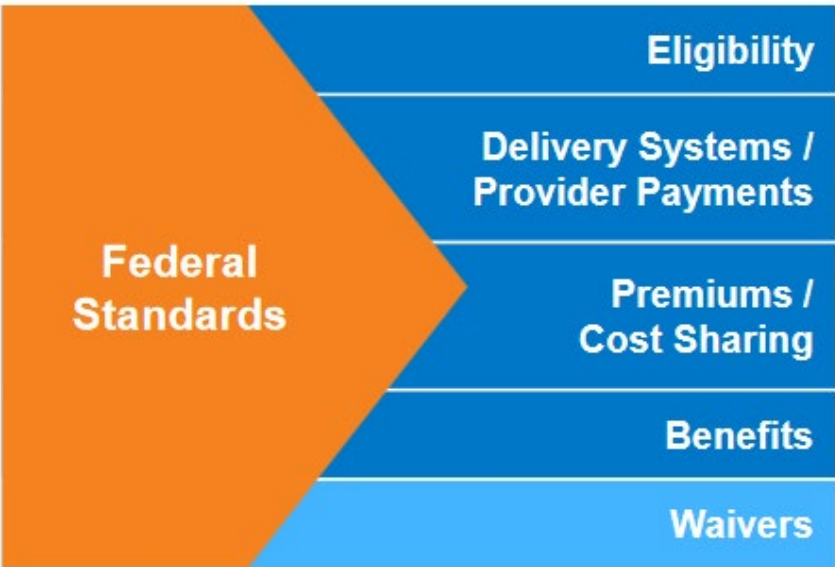 Federal
Standards
Eligibility
Delivery Systems /
Provider Payments
Premiums /
Cost Sharing
Benefits
Waivers